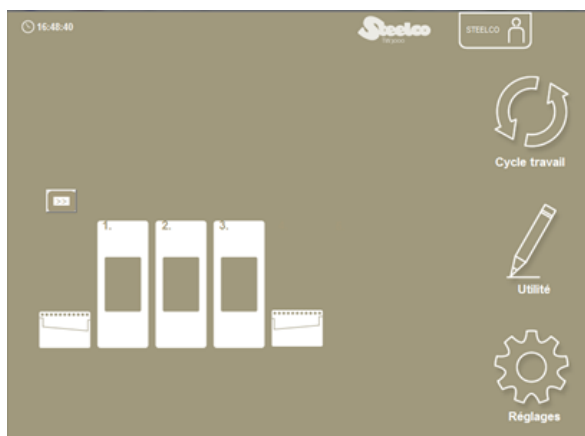 16:48:40
Steelco
STEELCO
Cycle travail
>>
1.
2.
3.
Utilité
Réglages